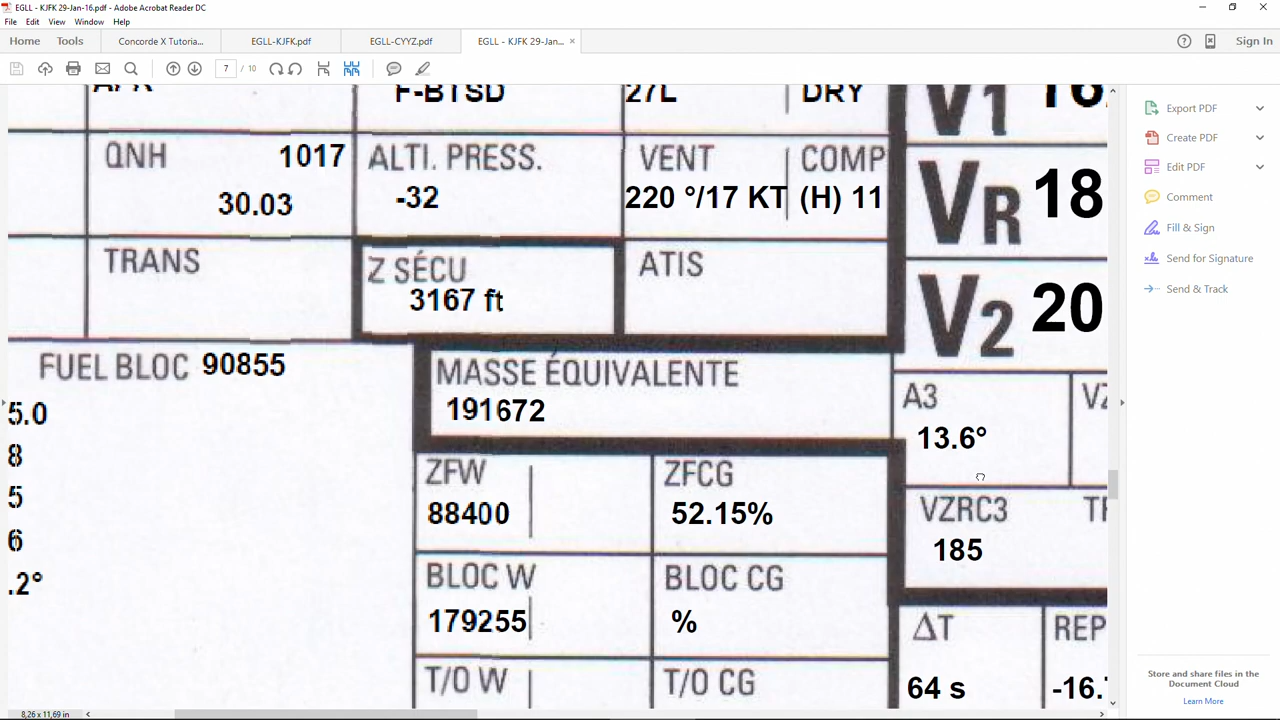 EGLL - KJFK 29-Jan-16.pdf - Adobe Acrobat Reader DC
File Edit View Window Help
Home Tools Concorde X Tutoria... EGLL-KJFK.pdf EGLL-CYYZ.pdf EGLL - KJFK 29-Jan... × Sign In
7 / 10
F-BTSD 27L DRY V1
QNH 1017 ALTI. PRESS. VENT COMP
30.03 -32 220 °/17 KT (H) 11 VR 18
TRANS Z SÉCU ATIS
3167 ft V2 20
FUEL BLOC 90855 MASSE ÉQUIVALENTE
191672 A3
5.0 13.6°
8 ZFW ZFCG
5 88400 52.15% VZRC3
6 185
.2° BLOC W BLOC CG
179255 % ΔT REP
T/O W T/O CG 64 s -16.
Export PDF
Create PDF
Edit PDF
Comment
Fill & Sign
Send for Signature
Send & Track
Store and share files in the
Document Cloud
Learn More
8,26 x 11,69 in